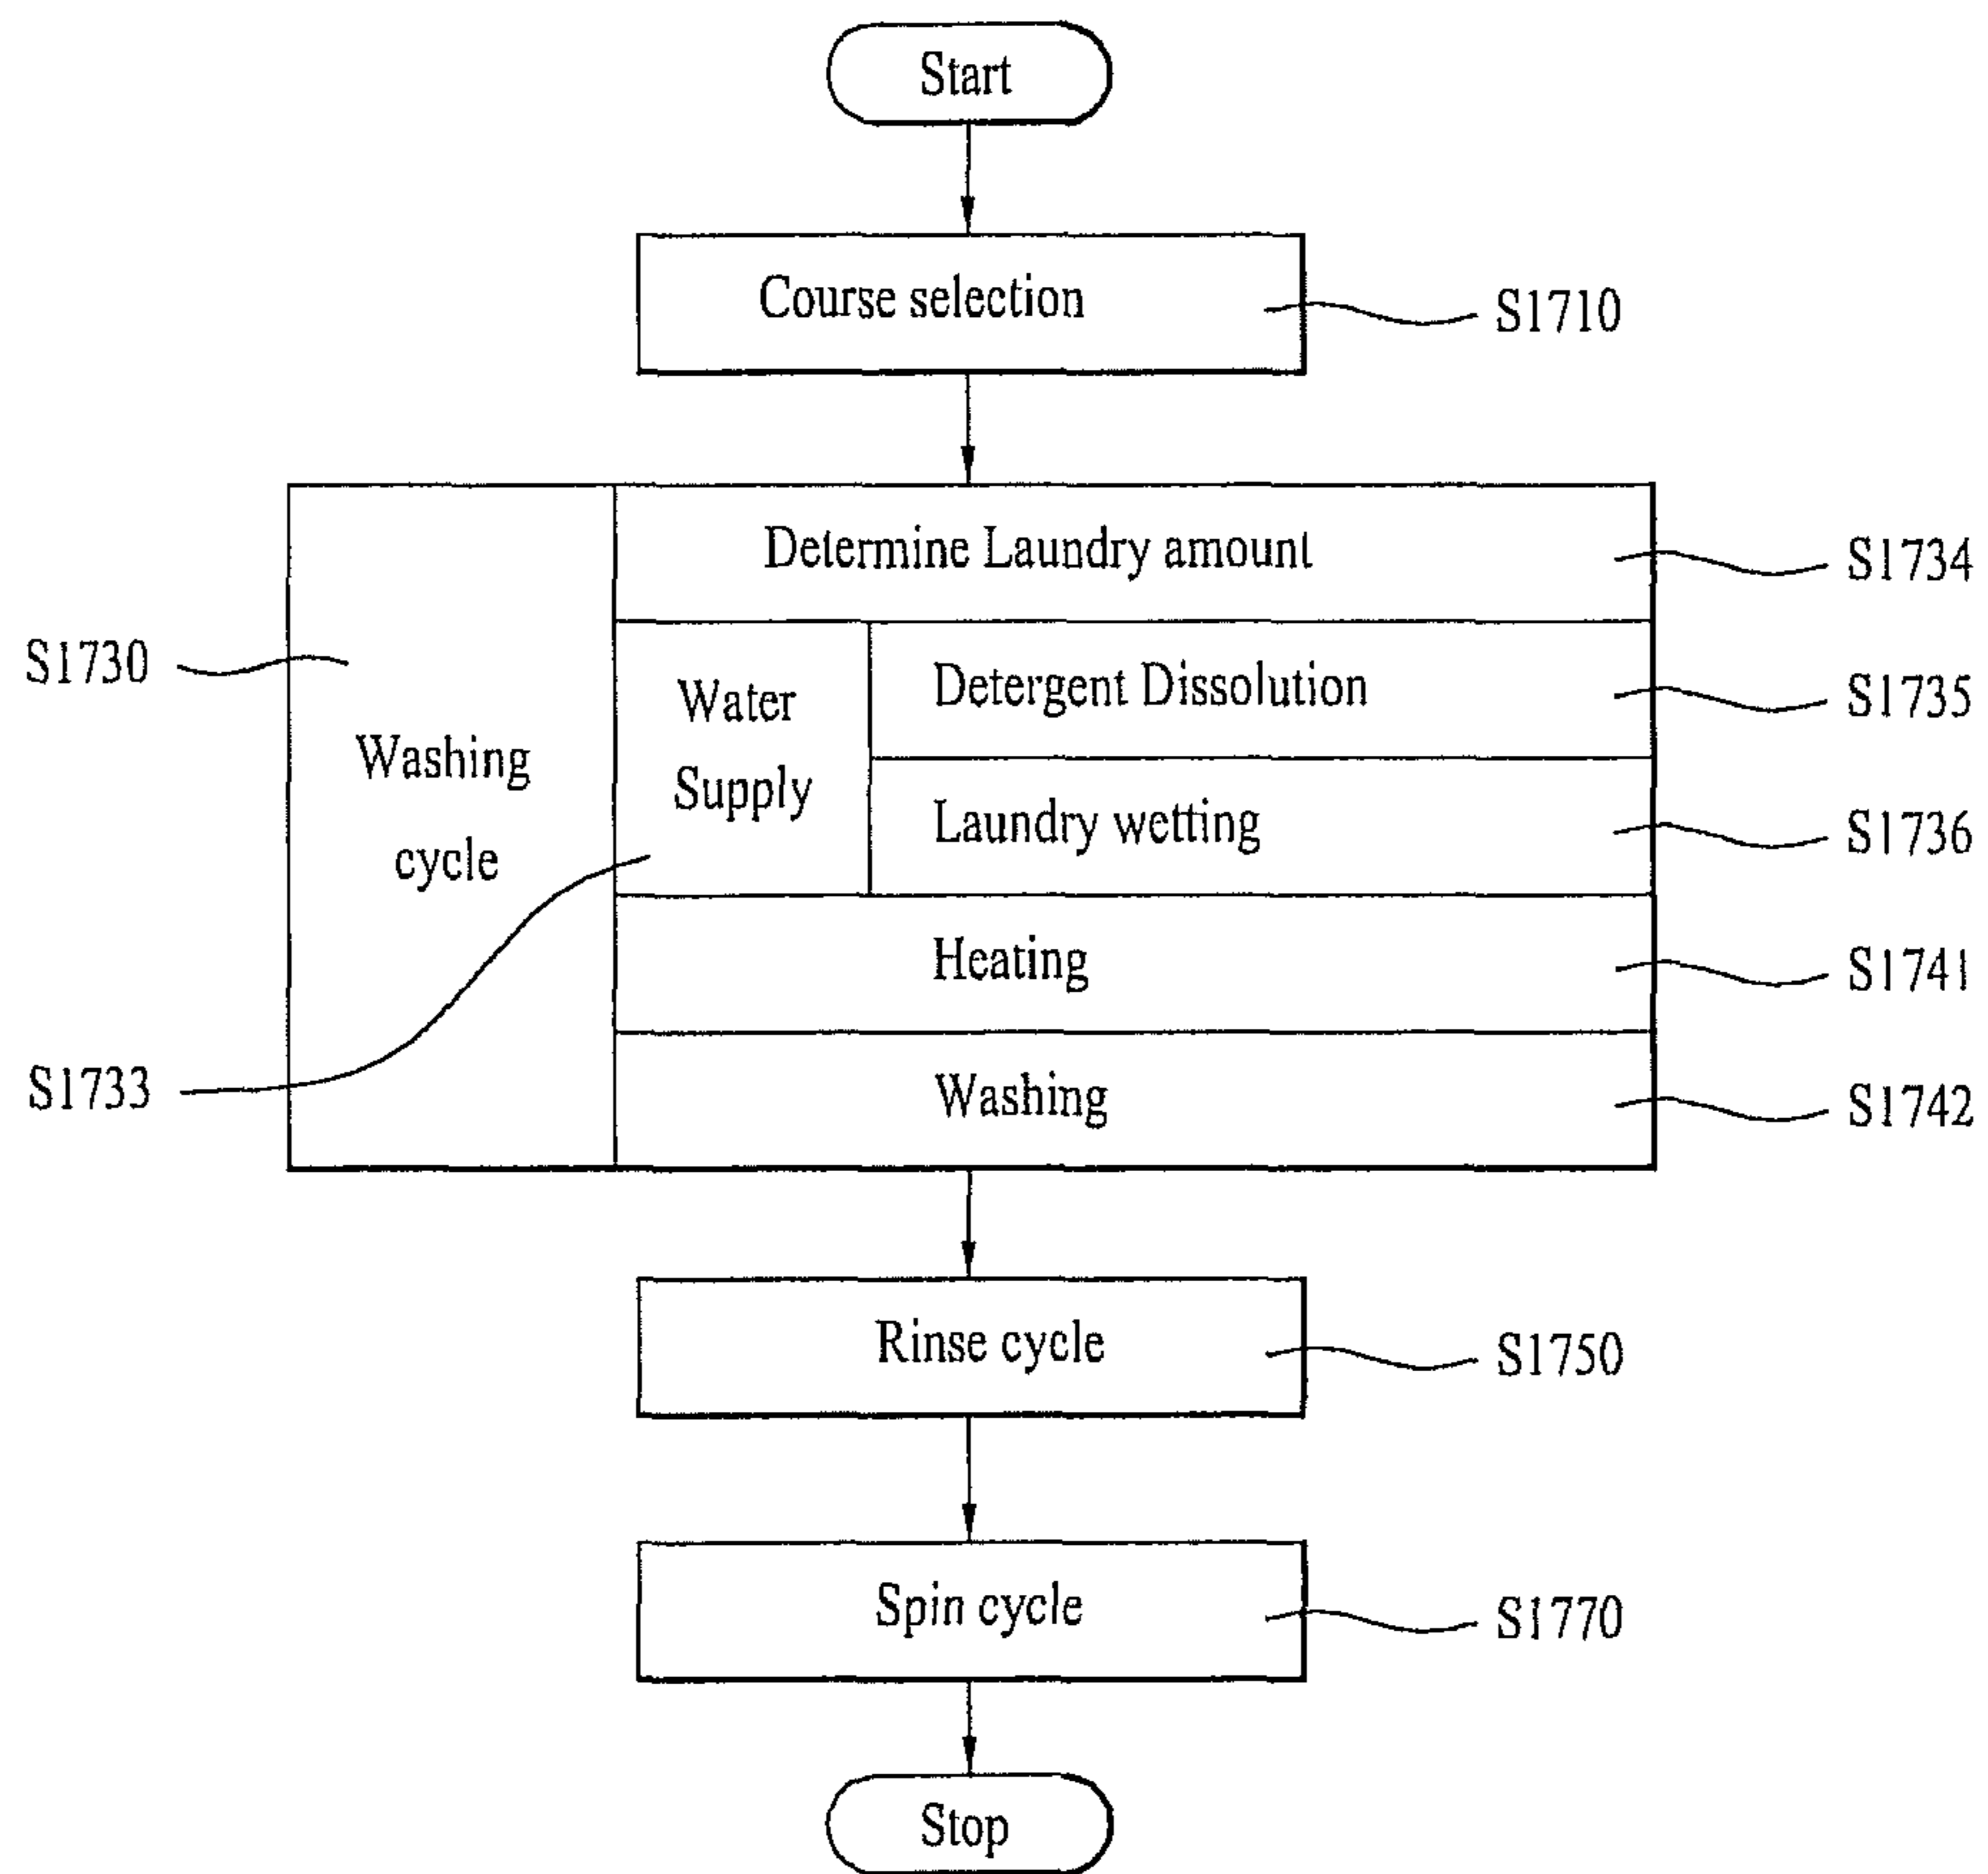 Start
Course selection
S1710
Determine Laundry amount
S1734
S1730
Washing
cycle
Water
Supply
Detergent Dissolution
S1735
Laundry wetting
S1736
Heating
S1741
S1733
Washing
S1742
Rinse cycle
S1750
Spin cycle
S1770
Stop